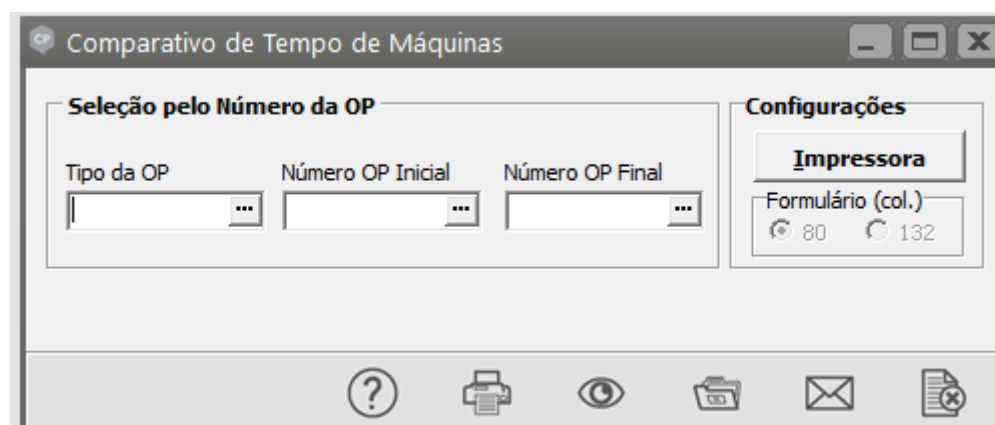 CP Comparativo de Tempo de Máquinas
Seleção pelo Número da OP
Configurações
Tipo da OP
Número OP Inicial
Número OP Final
...
...
...
Impressora
Formulário (col.)
80
132